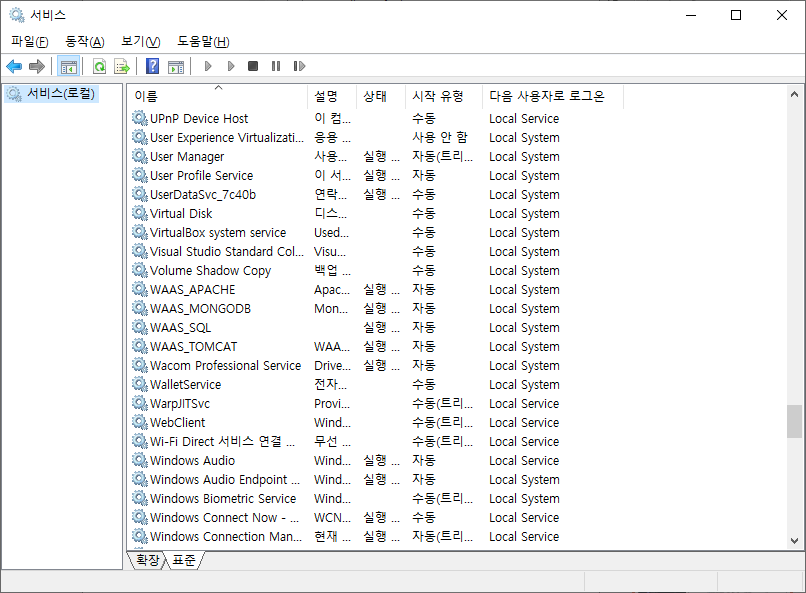 서비스
파일(F) 동작(A) 보기(V) 도움말(H)
서비스(로컬)
이름 설명 상태 시작 유형 다음 사용자로 로그온
UPnP Device Host 이 컴... 수동 Local Service
User Experience Virtualizati... 응용 ... 사용 안 함 Local System
User Manager 사용... 실행 ... 자동(트리... Local System
User Profile Service 이 서... 실행 ... 자동 Local System
UserDataSvc_7c40b 연락... 실행 ... 수동 Local System
Virtual Disk 디스... 수동 Local System
VirtualBox system service Used... 수동 Local System
Visual Studio Standard Col... Visu... 수동 Local System
Volume Shadow Copy 백업 ... 수동 Local System
WAAS_APACHE Apac... 실행 ... 자동 Local System
WAAS_MONGODB Mon... 실행 ... 자동 Local System
WAAS_SQL 실행 ... 자동 Local System
WAAS_TOMCAT WAA... 실행 ... 자동 Local System
Wacom Professional Service Drive... 실행 ... 자동 Local System
WalletService 전자... 수동 Local System
WarpJITSvc Provi... 수동(트리... Local Service
WebClient Wind... 수동(트리... Local Service
Wi-Fi Direct 서비스 연결 ... 무선 ... 수동(트리... Local Service
Windows Audio Wind... 실행 ... 자동 Local Service
Windows Audio Endpoint ... Wind... 실행 ... 자동 Local System
Windows Biometric Service Wind... 수동(트리... Local System
Windows Connect Now - ... WCN... 실행 ... 수동 Local Service
Windows Connection Man... 현재 ... 실행 ... 자동(트리... Local Service
확장 표준